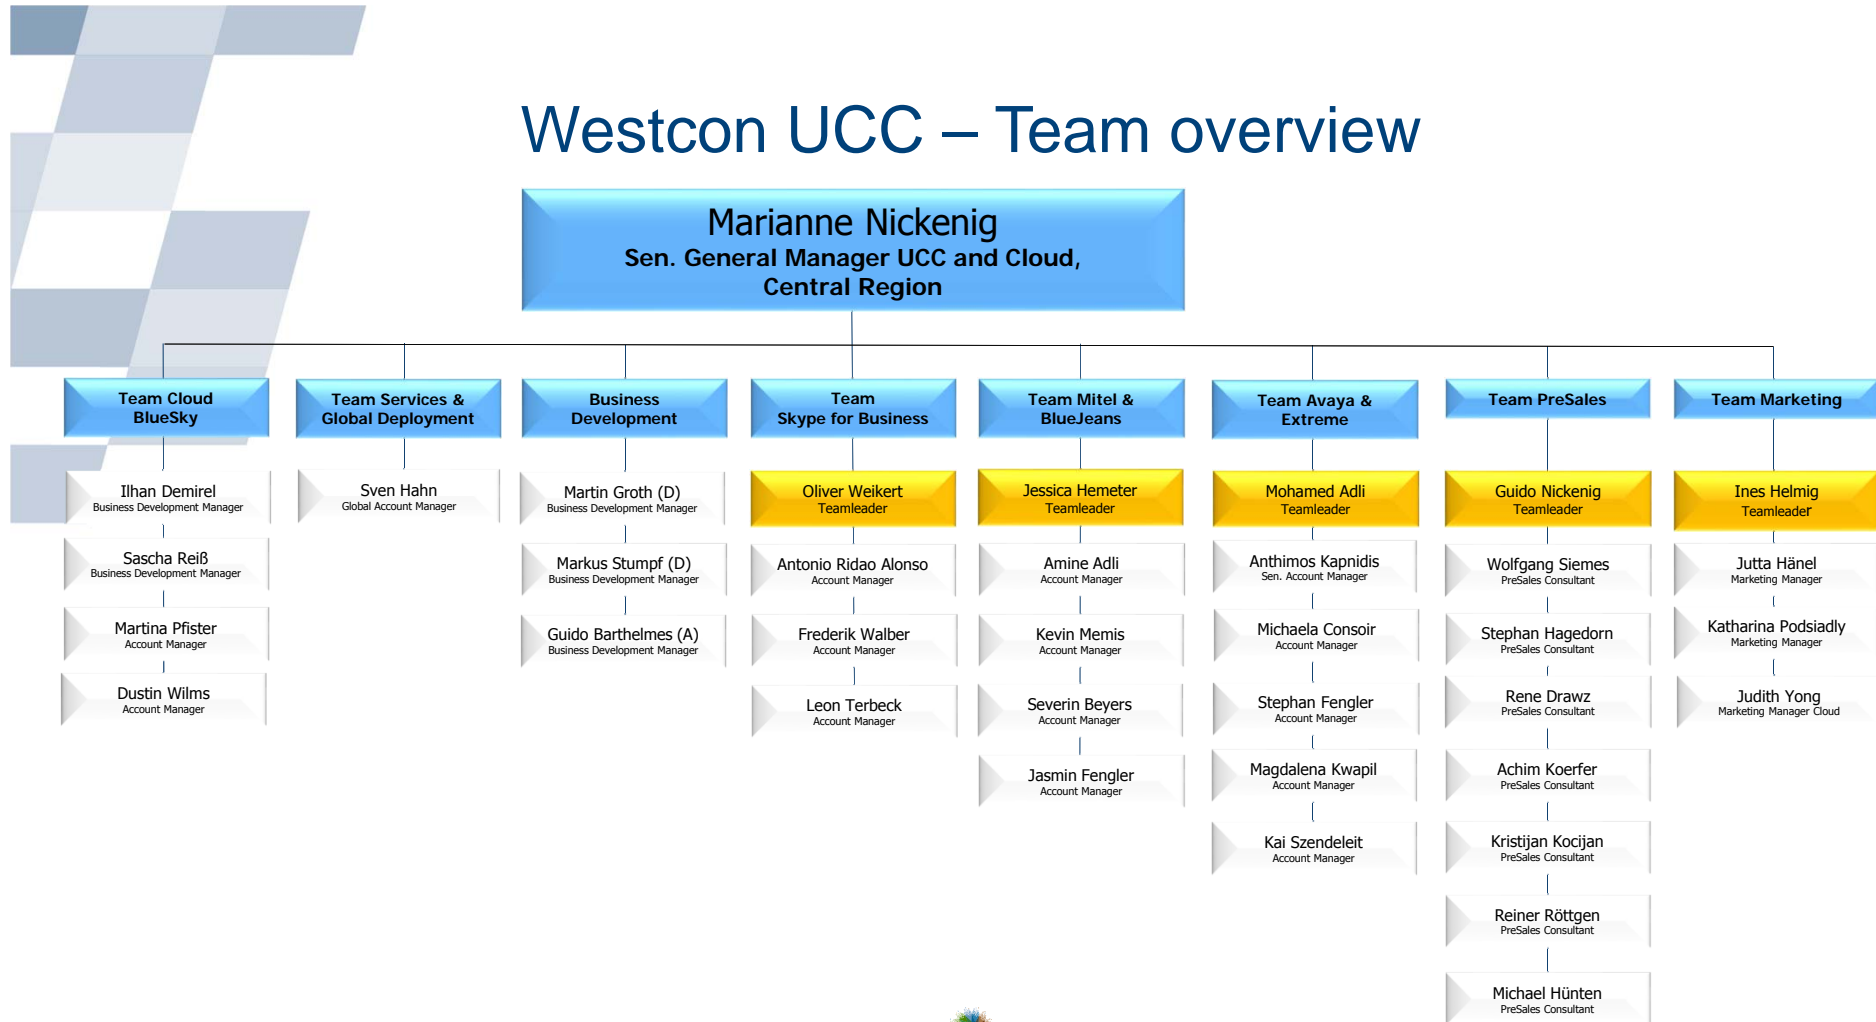 Westcon UCC – Team overview
Marianne Nickenig
Sen. General Manager UCC and Cloud,
Central Region
Team Cloud
BlueSky
Ilhan Demirel
Business Development Manager
Sascha Reiß
Business Development Manager
Martina Pfister
Account Manager
Dustin Wilms
Account Manager
Team Services &
Global Deployment
Sven Hahn
Global Account Manager
Business
Development
Martin Groth (D)
Business Development Manager
Markus Stumpf (D)
Business Development Manager
Guido Barthelmes (A)
Business Development Manager
Team
Skype for Business
Oliver Weikert
Teamleader
Antonio Ridao Alonso
Account Manager
Frederik Walber
Account Manager
Leon Terbeck
Account Manager
Team Mitel &
BlueJeans
Jessica Hemeter
Teamleader
Amine Adli
Account Manager
Kevin Memis
Account Manager
Severin Beyers
Account Manager
Jasmin Fengler
Account Manager
Team Avaya &
Extreme
Mohamed Adli
Teamleader
Anthimos Kapnidis
Sen. Account Manager
Michaela Consoir
Account Manager
Stephan Fengler
Account Manager
Magdalena Kwapil
Account Manager
Kai Szendeleit
Account Manager
Team PreSales
Guido Nickenig
Teamleader
Wolfgang Siemes
PreSales Consultant
Stephan Hagedorn
PreSales Consultant
Rene Drawz
PreSales Consultant
Achim Koerfer
PreSales Consultant
Kristijan Kocijan
PreSales Consultant
Reiner Röttgen
PreSales Consultant
Michael Hünten
PreSales Consultant
Team Marketing
Ines Helmig
Teamleader
Jutta Hänel
Marketing Manager
Katharina Podsiadly
Marketing Manager
Judith Yong
Marketing Manager Cloud